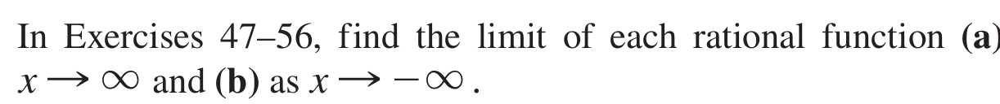 In Exercises 47–56, find the limit of each rational function (a)
x → ∞ and (b) as x → −∞.